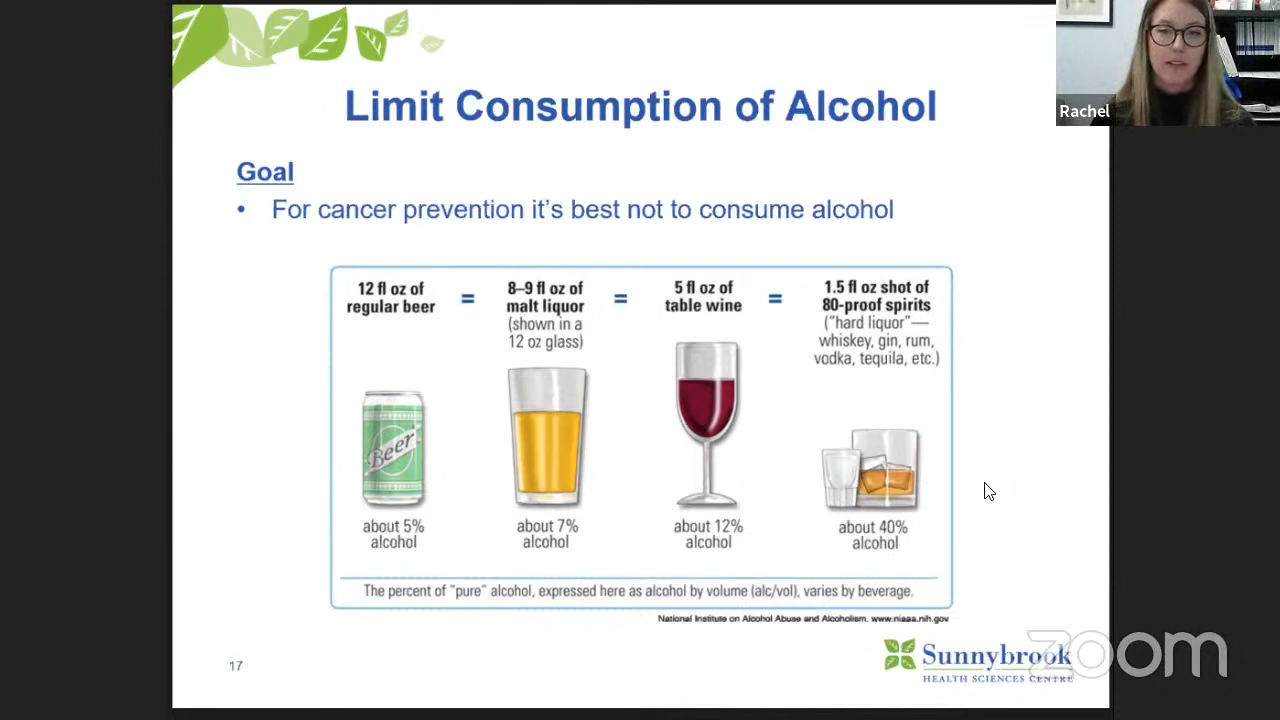 Limit Consumption of Alcohol
Rachel
Goal
• For cancer prevention it's best not to consume alcohol
12 fl oz of
regular beer
=
8–9 fl oz of
malt liquor
(shown in a
12 oz glass)
=
5 fl oz of
table wine
=
1.5 fl oz shot of
80-proof spirits
("hard liquor"—
whiskey, gin, rum,
vodka, tequila, etc.)
Beer
about 5%
alcohol
about 7%
alcohol
about 12%
alcohol
about 40%
alcohol
The percent of "pure" alcohol, expressed here as alcohol by volume (alc/vol), varies by beverage.
National Institute on Alcohol Abuse and Alcoholism. www.niaaa.nih.gov
17
Sunnybrook
HEALTH SCIENCES CENTRE
zoom